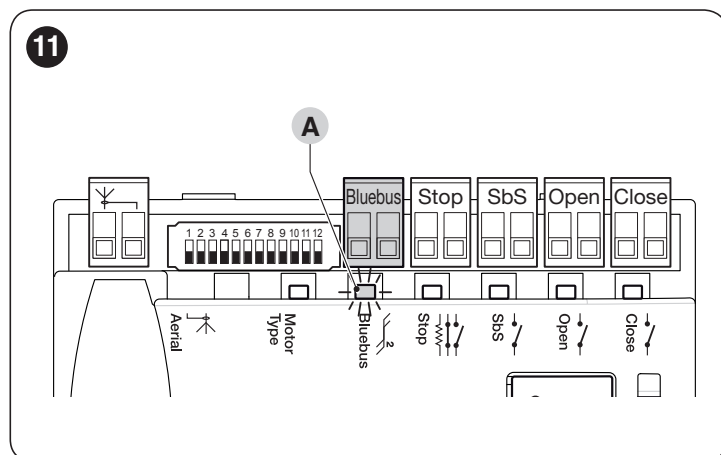 11
A
Bluebus Stop SbS Open Close
1 2 3 4 5 6 7 8 9 10 11 12
Aerial
Motor
Type
Bluebus
2
Stop
SbS
Open
Close